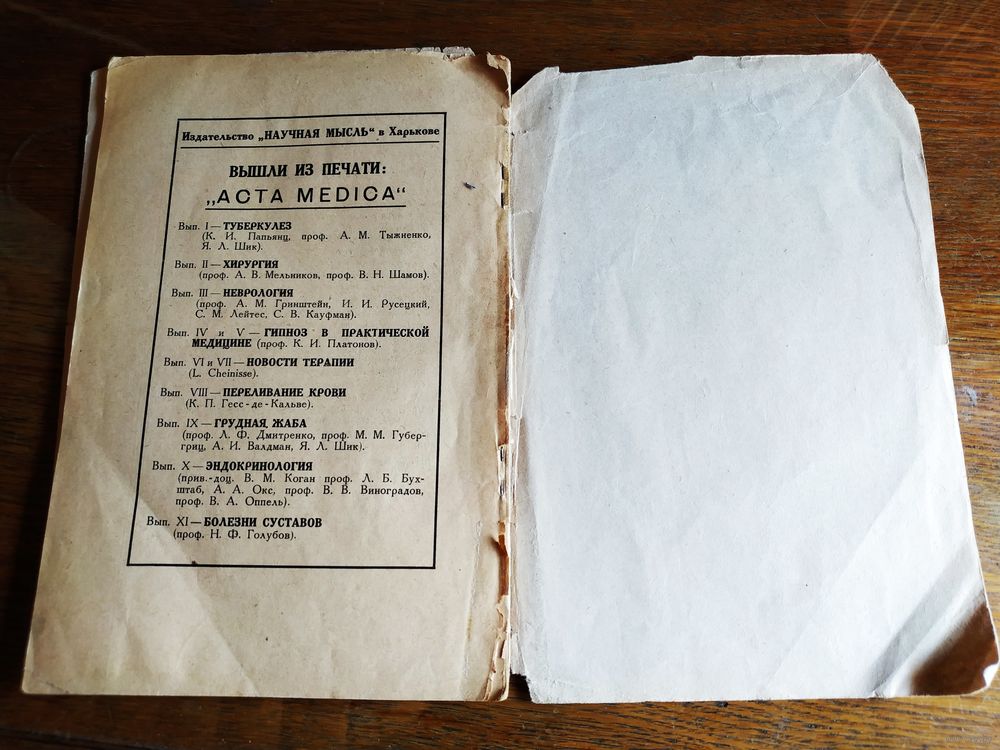 Издательство „НАУЧНАЯ МЫСЛЬ“ в Харькове
ВЫШЛИ ИЗ ПЕЧАТИ:
„ACTA MEDICA“
Вып. I — ТУБЕРКУЛЕЗ
(К. И. Папьянц, проф. А. М. Тыжненко,
Я. Л. Шик).
Вып. II — ХИРУРГИЯ
(проф. А. В. Мельников, проф. В. Н. Шамов).
Вып. III — НЕВРОЛОГИЯ
(проф. А. М. Гринштейн, И. И. Русецкий,
С. М. Лейтес, С. В. Кауфман).
Вып. IV и V — ГИПНОЗ В ПРАКТИЧЕСКОЙ
МЕДИЦИНЕ (проф. К. И. Платонов).
Вып. VI и VII — НОВОСТИ ТЕРАПИИ
(L. Cheinisse).
Вып. VIII — ПЕРЕЛИВАНИЕ КРОВИ
(К. П. Гесс-де-Кальве).
Вып. IX — ГРУДНАЯ ЖАБА
(проф. Л. Ф. Дмитренко, проф. М. М. Губер-
гриц, А. И. Валдман, Я. Л. Шик).
Вып. X — ЭНДОКРИНОЛОГИЯ
(прив.-доц. В. М. Коган проф. Л. Б. Бух-
штаб, А. А. Окс, проф. В. В. Виноградов,
проф. В. А. Оппель).
Вып. XI — БОЛЕЗНИ СУСТАВОВ
(проф. Н. Ф. Голубов).